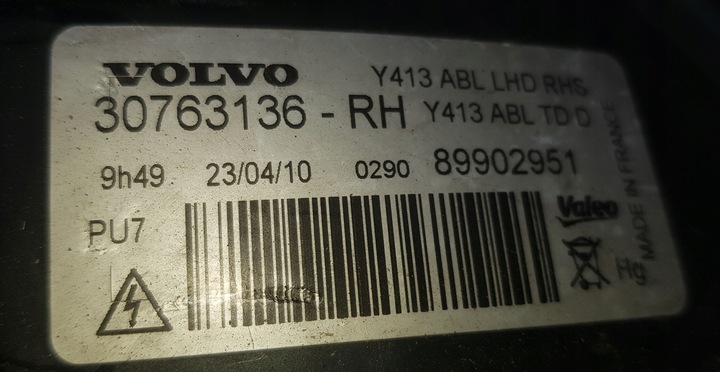 VOLVO Y413 ABL LHD RHS
30763136 - RH Y413 ABL TD D
9h49 23/04/10 0290 89902951
PU7
Valeo
MADE IN FRANCE